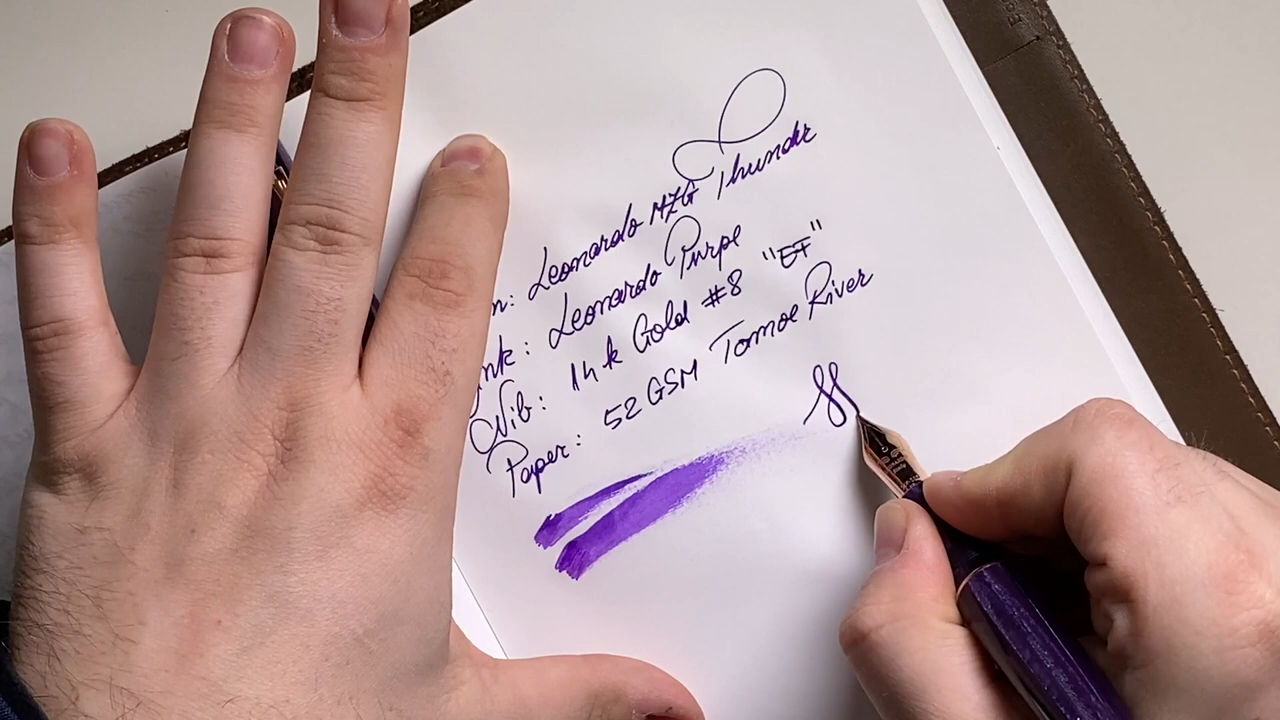 n: Leonardo MZG Thunder
ink: Leonardo Purple
Nib: 14k Gold #8 "EF"
Paper: 52 GSM Tomoe River